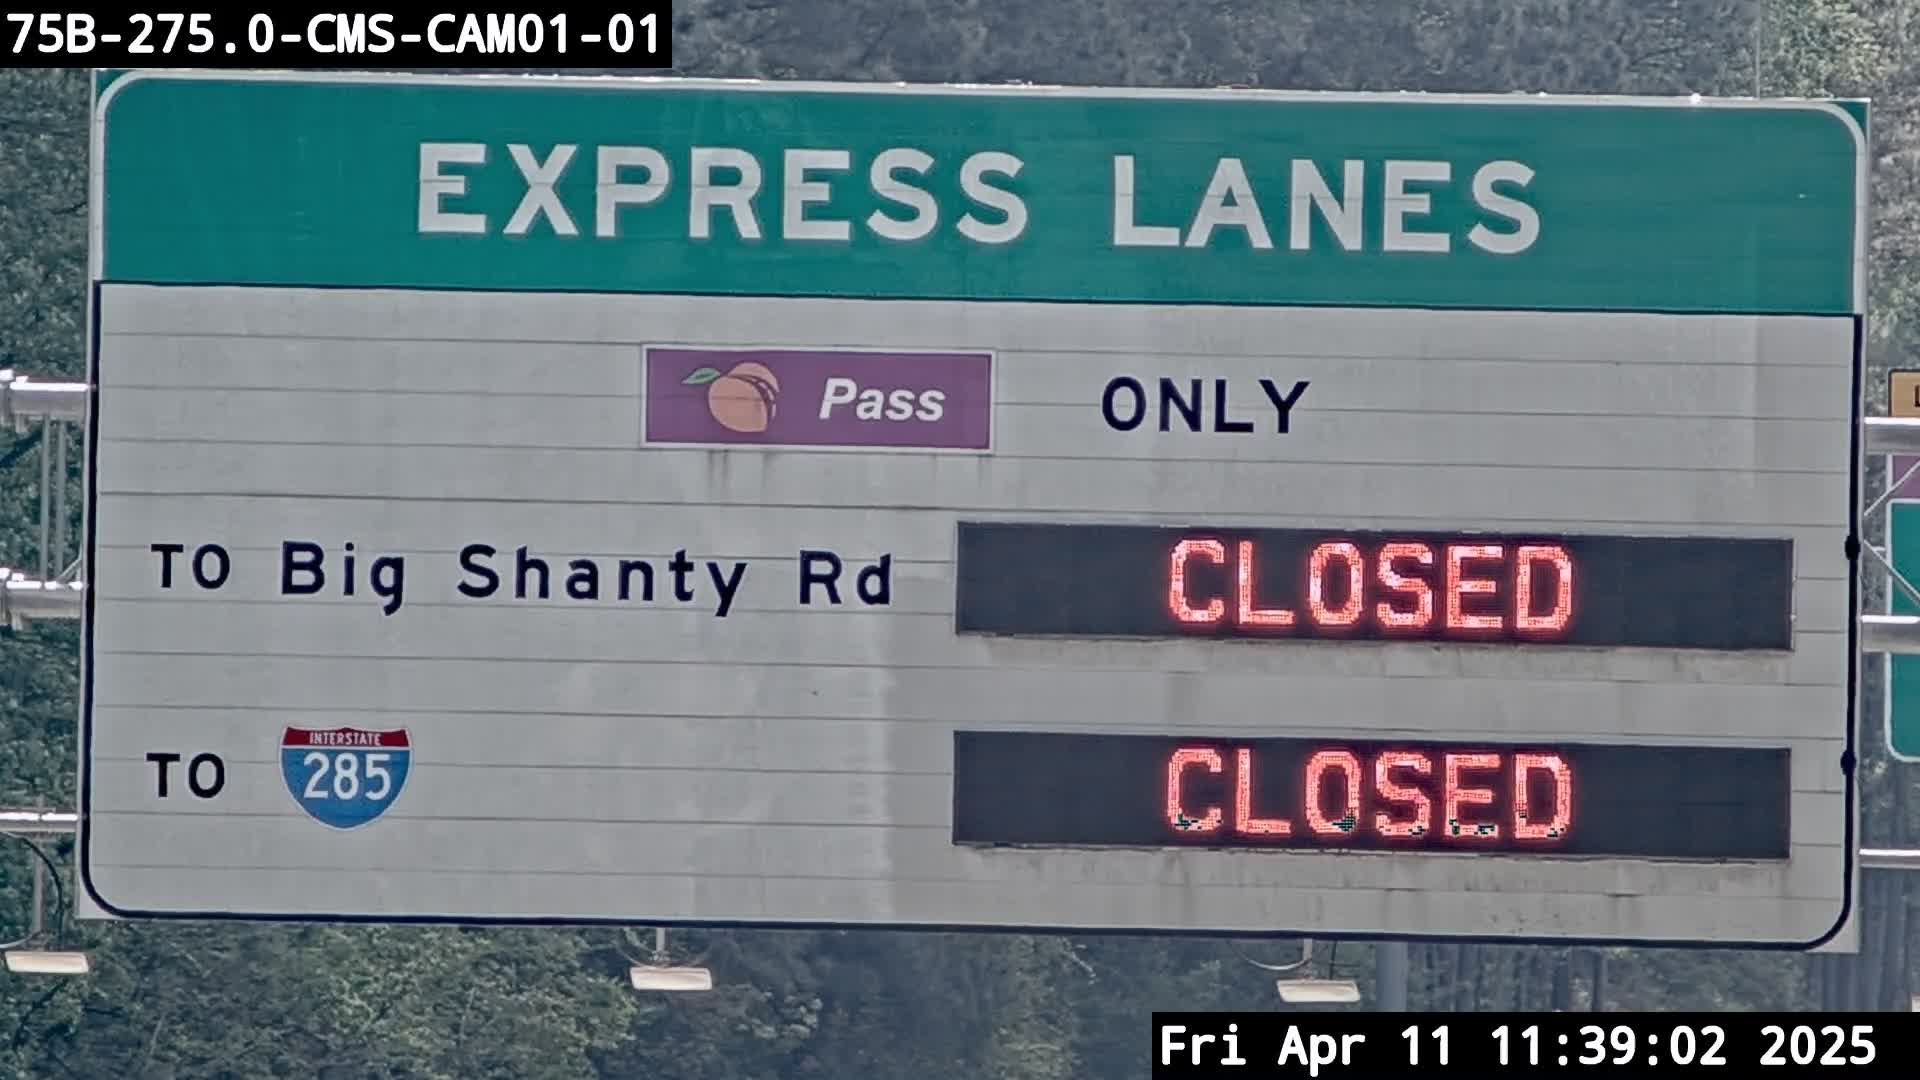 75B-275.0-CMS-CAM01-01
EXPRESS LANES
Pass ONLY
TO Big Shanty Rd CLOSED
INTERSTATE
TO 285 CLOSED
Fri Apr 11 11:39:02 2025